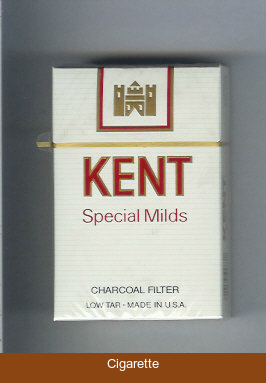 KENT
Special Milds
CHARCOAL FILTER
LOW TAR · MADE IN U.S.A.
Cigarette